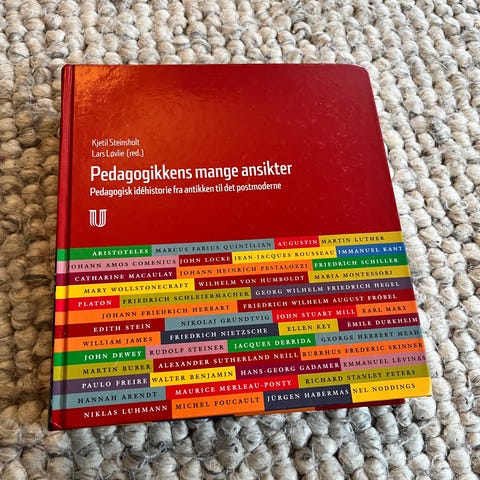 Kjetil Steinsholt
Lars Løvlie (red.)
Pedagogikkens mange ansikter
Pedagogisk idéhistorie fra antikken til det postmoderne
U
ARISTOTELES MARCUS FABIUS QUINTILIAN AUGUSTIN MARTIN LUTHER
JOHANN AMOS COMENIUS JOHN LOCKE JEAN-JACQUES ROUSSEAU IMMANUEL KANT
CATHARINE MACAULAY JOHANN HEINRICH PESTALOZZI FRIEDRICH SCHILLER
MARY WOLLSTONECRAFT WILHELM VON HUMBOLDT MARIA MONTESSORI
PLATON FRIEDRICH SCHLEIERMACHER GEORG WILHELM FRIEDRICH HEGEL
JOHANN FRIEDRICH HERBART FRIEDRICH WILHELM AUGUST FRÖBEL
EDITH STEIN NIKOLAJ GRUNDTVIG JOHN STUART MILL KARL MARX
WILLIAM JAMES FRIEDRICH NIETZSCHE ELLEN KEY ÉMILE DURKHEIM
JOHN DEWEY RUDOLF STEINER JACQUES DERRIDA GEORGE HERBERT MEAD
MARTIN BUBER ALEXANDER SUTHERLAND NEILL BURRHUS FREDERIC SKINNER
PAULO FREIRE WALTER BENJAMIN HANS-GEORG GADAMER EMMANUEL LÉVINAS
HANNAH ARENDT MAURICE MERLEAU-PONTY RICHARD STANLEY PETERS
NIKLAS LUHMANN MICHEL FOUCAULT JÜRGEN HABERMAS NEL NODDINGS